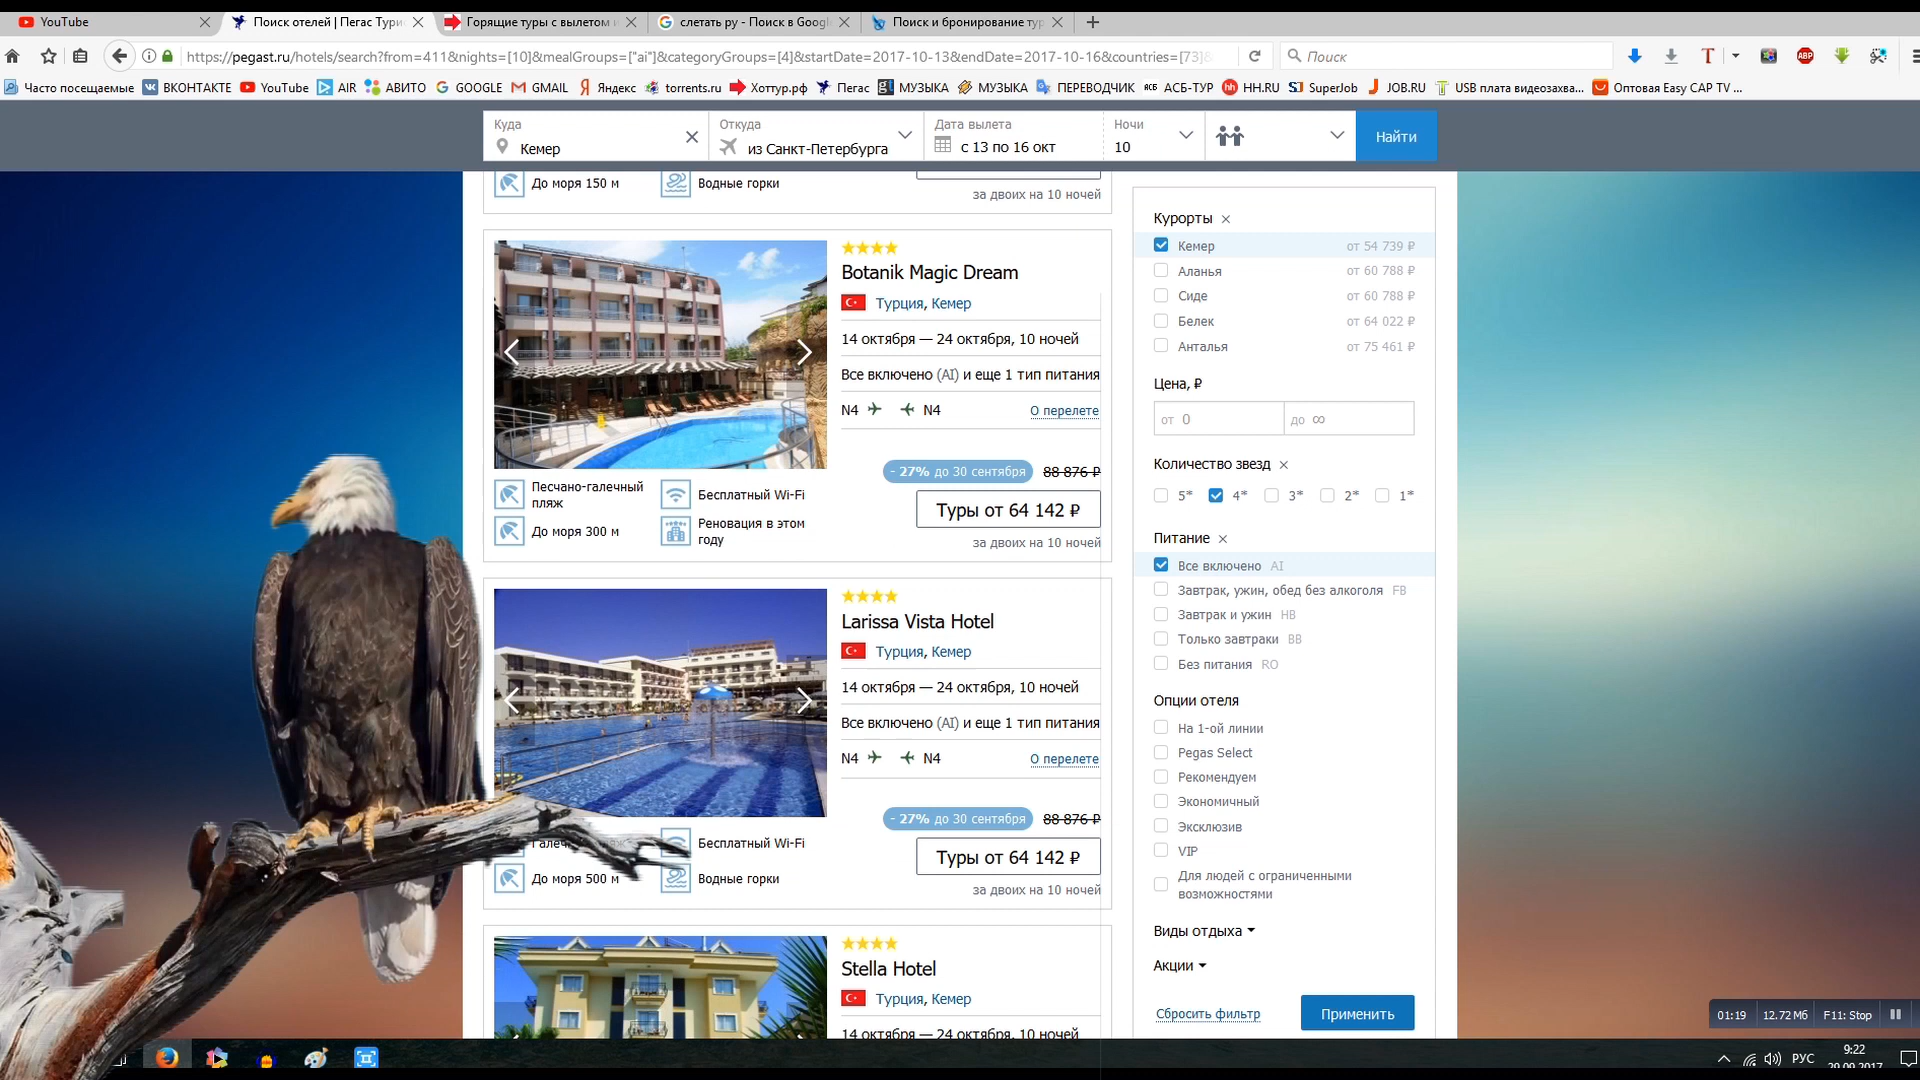 YouTube
Поиск отелей | Пегас Тури
Горящие туры с вылетом и
слетать ру - Поиск в Google
Поиск и бронирование тур
https://pegast.ru/hotels/search?from=411&nights=[10]&mealGroups=["ai"]&categoryGroups=[4]&startDate=2017-10-13&endDate=2017-10-16&countries=[73]&
Поиск
T
ABP
Часто посещаемые
ВКОНТАКТЕ
YouTube
AIR
АВИТО
GOOGLE
GMAIL
Яндекс
torrents.ru
Хоттур.рф
Пегас
МУЗЫКА
МУЗЫКА
ПЕРЕВОДЧИК
АСБ-ТУР
HH.RU
SuperJob
JOB.RU
USB плата видеозахва...
Оптовая Easy CAP TV ...
Куда
Кемер
Откуда
из Санкт-Петербурга
Дата вылета
с 13 по 16 окт
Ночи
10
Найти
До моря 150 м
Водные горки
за двоих на 10 ночей
Botanik Magic Dream
Турция, Кемер
14 октября — 24 октября, 10 ночей
Все включено (AI) и еще 1 тип питания
N4
N4
О перелете
- 27% до 30 сентября
88 876 ₽
Туры от 64 142 ₽
за двоих на 10 ночей
Песчано-галечный
пляж
Бесплатный Wi-Fi
До моря 300 м
Реновация в этом
году
Larissa Vista Hotel
Турция, Кемер
14 октября — 24 октября, 10 ночей
Все включено (AI) и еще 1 тип питания
N4
N4
О перелете
- 27% до 30 сентября
88 876 ₽
Туры от 64 142 ₽
за двоих на 10 ночей
Бесплатный Wi-Fi
До моря 500 м
Водные горки
Stella Hotel
Турция, Кемер
14 октября — 24 октября, 10 ночей
Курорты
Кемер
от 54 739 ₽
Аланья
от 60 788 ₽
Сиде
от 60 788 ₽
Белек
от 64 022 ₽
Анталья
от 75 461 ₽
Цена, ₽
от 0
до ∞
Количество звезд
5* 4* 3* 2* 1*
Питание
Все включено AI
Завтрак, ужин, обед без алкоголя FB
Завтрак и ужин HB
Только завтраки BB
Без питания RO
Опции отеля
На 1-ой линии
Pegas Select
Рекомендуем
Экономичный
Эксклюзив
VIP
Для людей с ограниченными
возможностями
Виды отдыха
Акции
Сбросить фильтр
Применить
01:19
12.72 Мб
F11: Stop
РУС
9:22
29.09.2017